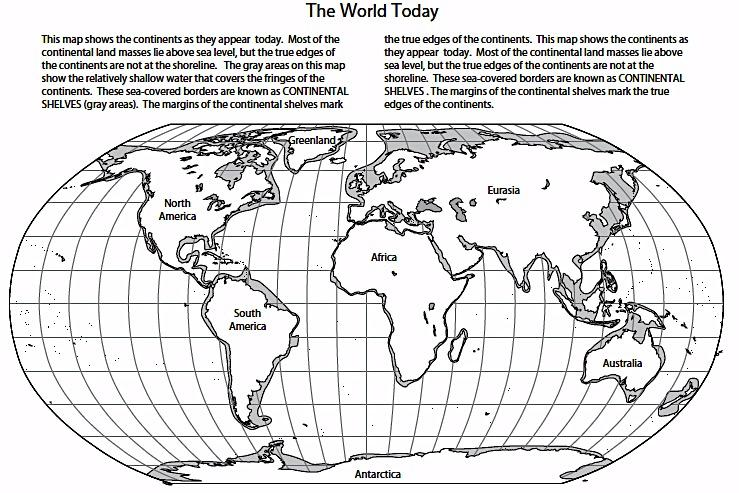 The World Today
This map shows the continents as they appear today. Most of the
continental land masses lie above sea level, but the true edges of
the continents are not at the shoreline. The gray areas on this map
show the relatively shallow water that covers the fringes of the
continents. These sea-covered borders are known as CONTINENTAL
SHELVES (gray areas). The margins of the continental shelves mark
the true edges of the continents. This map shows the continents as
they appear today. Most of the continental land masses lie above
sea level, but the true edges of the continents are not at the
shoreline. These sea-covered borders are known as CONTINENTAL
SHELVES . The margins of the continental shelves mark the true
edges of the continents.
Greenland
North
America
Eurasia
Africa
South
America
Australia
Antarctica